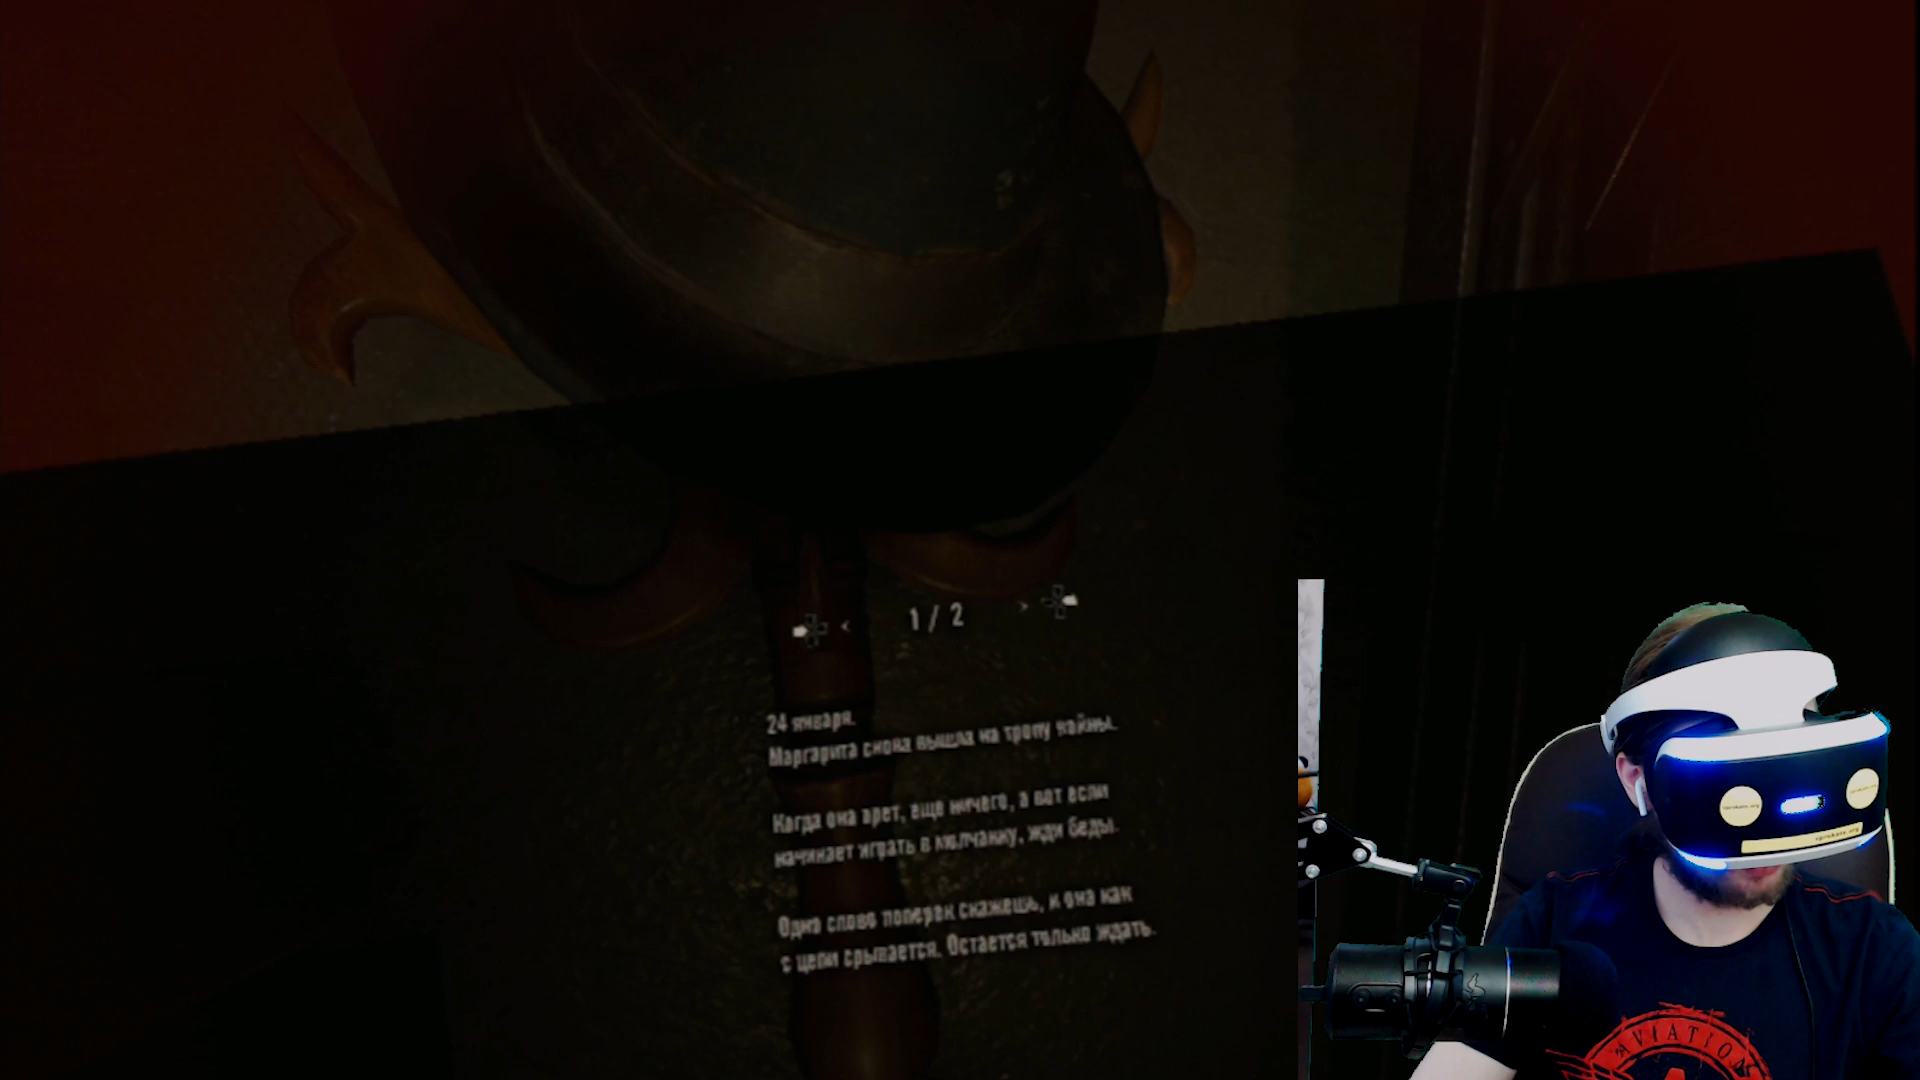 1 / 2
24 января.
Маргарита снова вышла на тропу войны.
Когда она орет, еще ничего, а вот если
начинает играть в молчанку, жди беды.
Одно слово поперек скажешь, и она как
с цепи срывается. Остается только ждать.
AVIATION